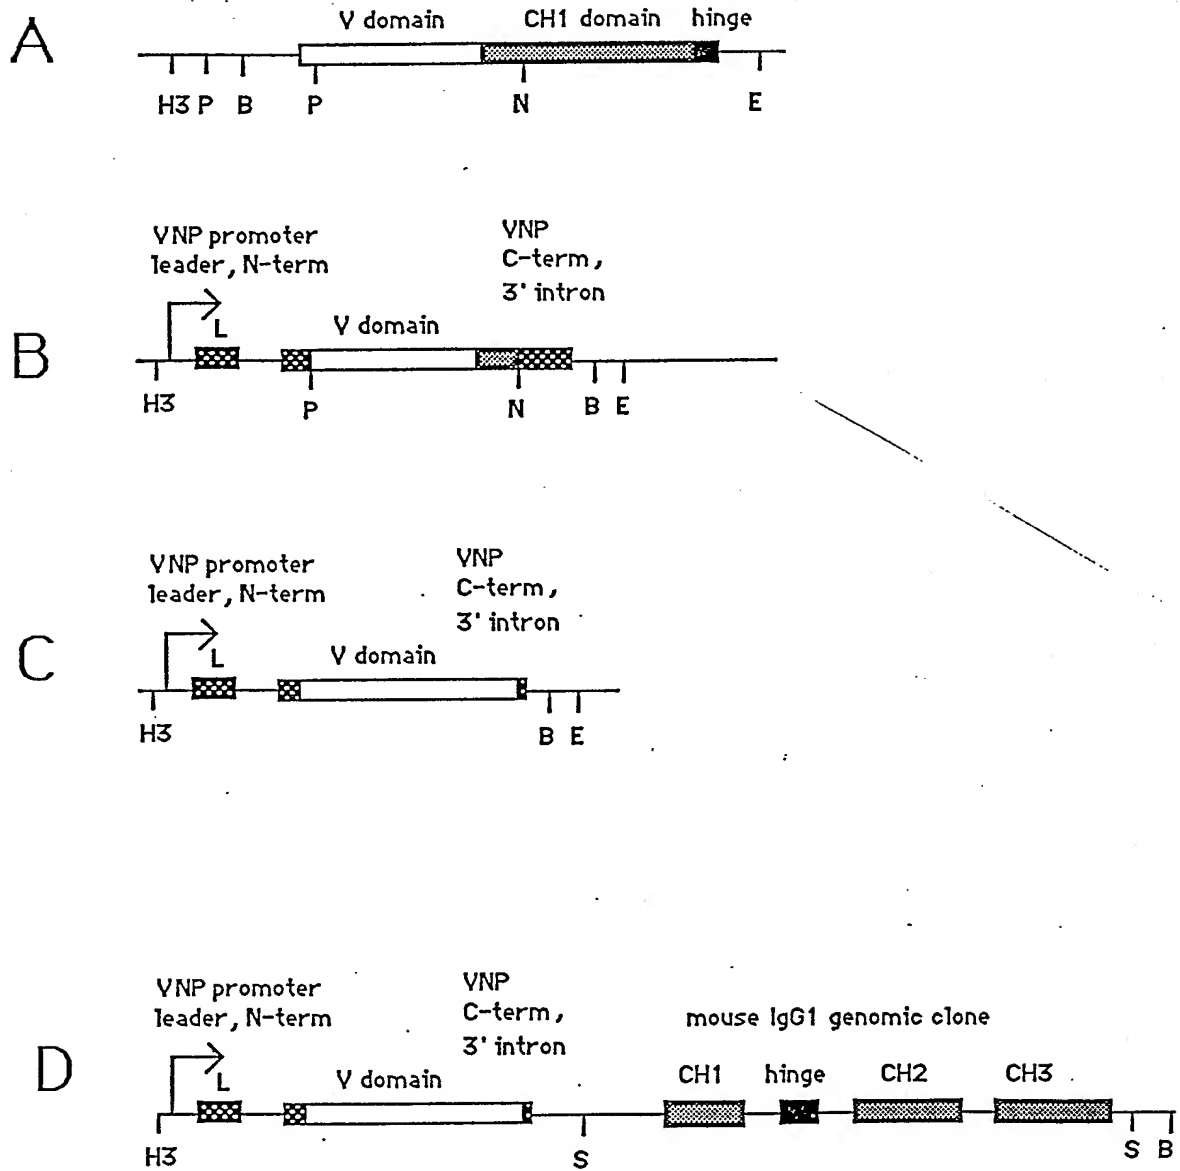 A
V domain CH1 domain hinge
H3 P B P N E
VNP promoter
leader, N-term
VNP
C-term,
3' intron
B
L V domain
H3 P N B E
VNP promoter
leader, N-term
VNP
C-term,
3' intron
C
L V domain
H3 B E
VNP promoter
leader, N-term
VNP
C-term,
3' intron
mouse IgG1 genomic clone
D
L V domain CH1 hinge CH2 CH3
H3 S S B